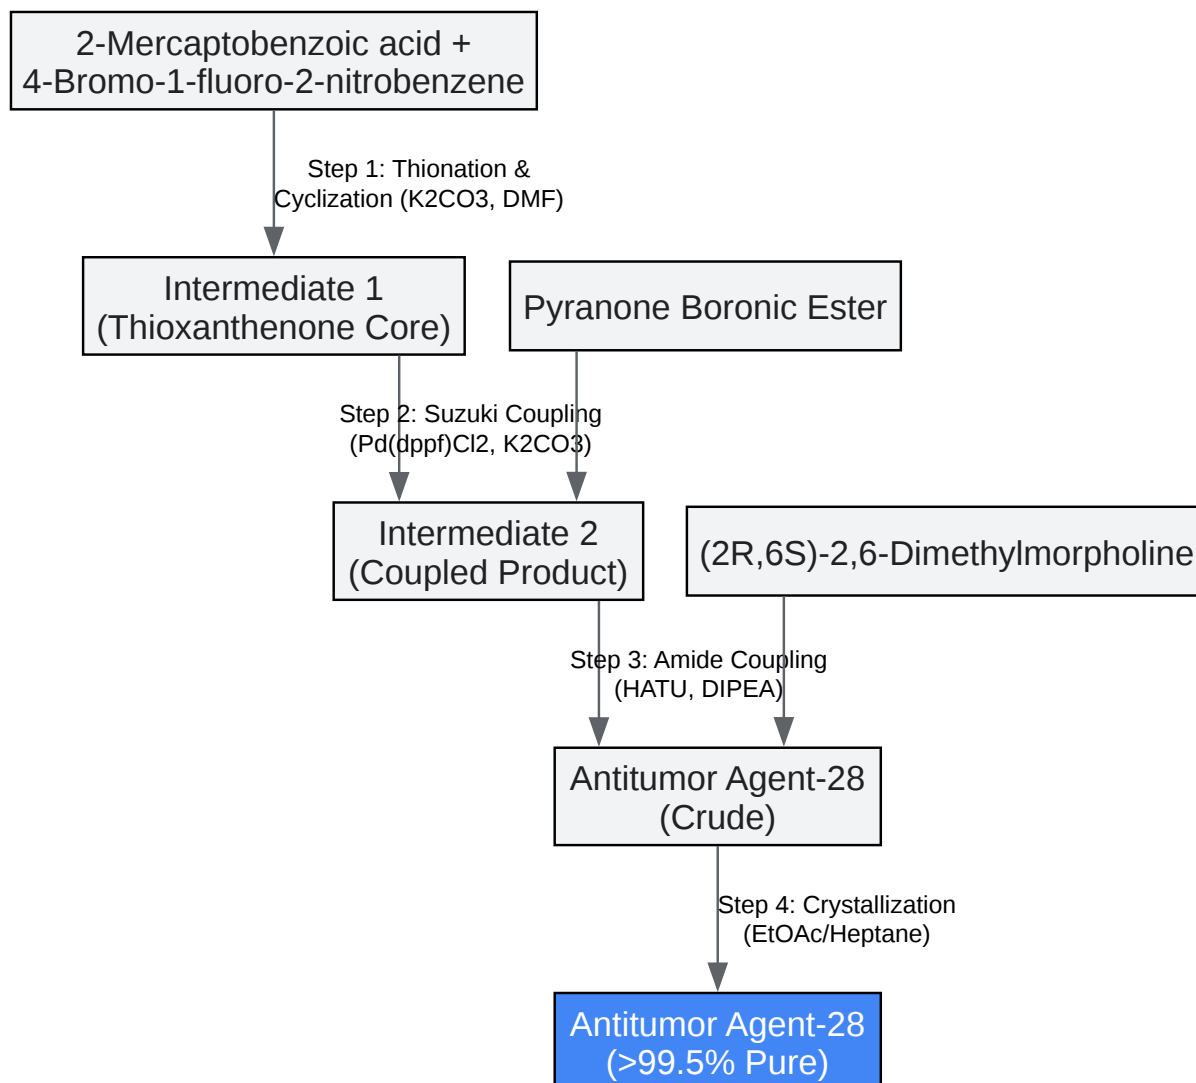 2-Mercaptobenzoic acid +
4-Bromo-1-fluoro-2-nitrobenzene
Step 1: Thionation &
Cyclization (K2CO3, DMF)
Intermediate 1
(Thioxanthenone Core)
Pyranone Boronic Ester
Step 2: Suzuki Coupling
(Pd(dppf)Cl2, K2CO3)
Intermediate 2
(Coupled Product)
(2R,6S)-2,6-Dimethylmorpholine
Step 3: Amide Coupling
(HATU, DIPEA)
Antitumor Agent-28
(Crude)
Step 4: Crystallization
(EtOAc/Heptane)
Antitumor Agent-28
(>99.5% Pure)